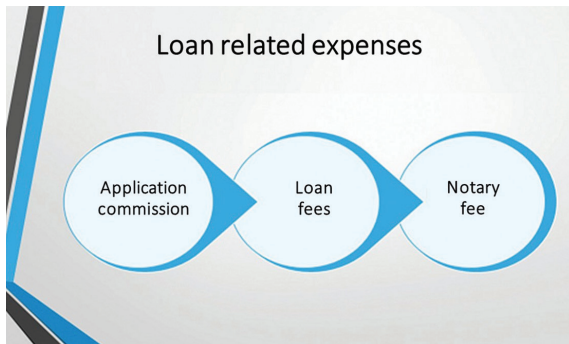 Loan related expenses
Application
commission
Loan
fees
Notary
fee